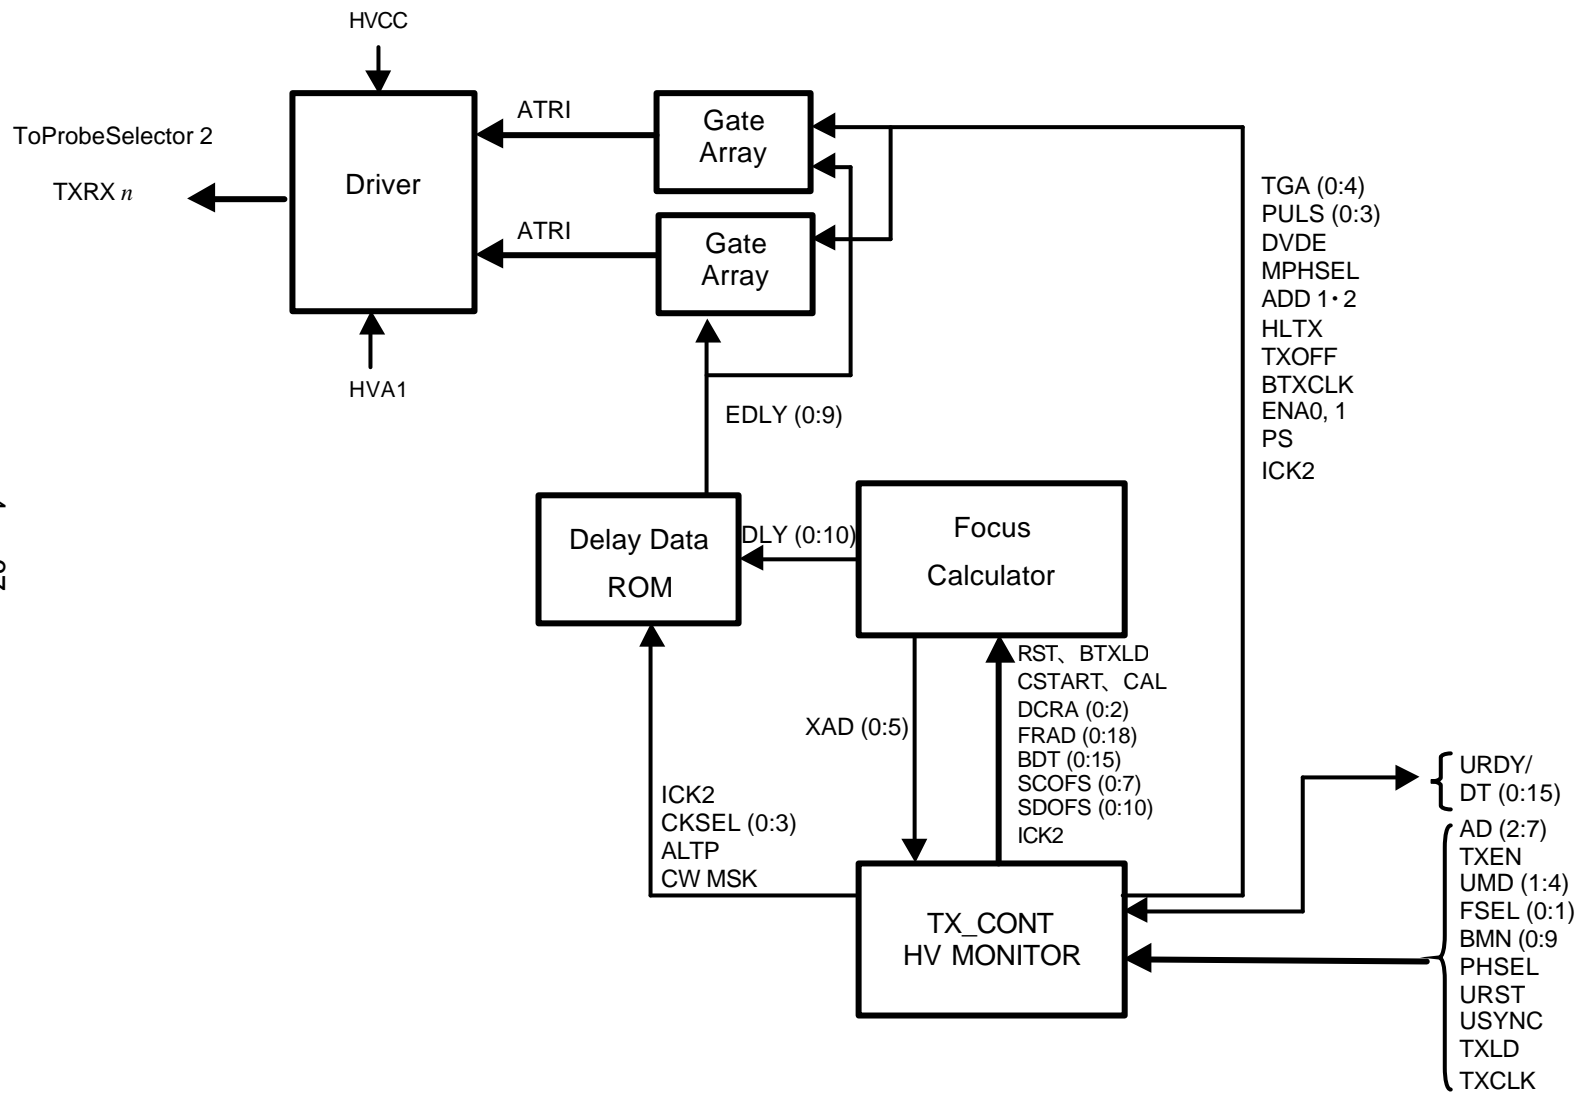 HVCC
ToProbeSelector 2
TXRX n
Driver
ATRI
ATRI
Gate
Array
Gate
Array
HVA1
EDLY (0:9)
TGA (0:4)
PULS (0:3)
DVDE
MPHSEL
ADD 1・2
HLTX
TXOFF
BTXCLK
ENA0, 1
PS
ICK2
Delay Data
ROM
DLY (0:10)
Focus
Calculator
XAD (0:5)
RST、BTXLD
CSTART、CAL
DCRA (0:2)
FRAD (0:18)
BDT (0:15)
SCOFS (0:7)
SDOFS (0:10)
ICK2
ICK2
CKSEL (0:3)
ALTP
CW MSK
TX_CONT
HV MONITOR
URDY/
DT (0:15)
AD (2:7)
TXEN
UMD (1:4)
FSEL (0:1)
BMN (0:9
PHSEL
URST
USYNC
TXLD
TXCLK